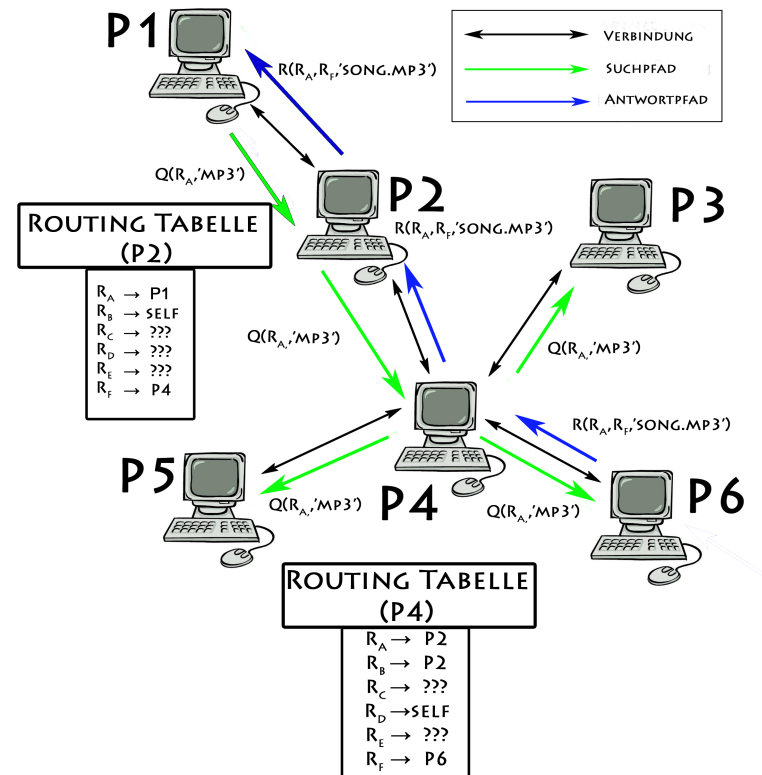 P1
R(RA,RF,'SONG.MP3')
VERBINDUNG
SUCHPFAD
ANTWORTPFAD
Q(RA,'MP3')
P2
R(RA,RF,'SONG.MP3')
P3
ROUTING TABELLE
(P2)
RA → P1
RB → SELF
RC → ???
RD → ???
RE → ???
RF → P4
Q(RA,,'MP3')
Q(RA,,'MP3')
R(RA,RF,'SONG.MP3')
P5
Q(RA,,'MP3')
P4
Q(RA,,'MP3')
P6
ROUTING TABELLE
(P4)
RA → P2
RB → P2
RC → ???
RD →SELF
RE → ???
RF → P6